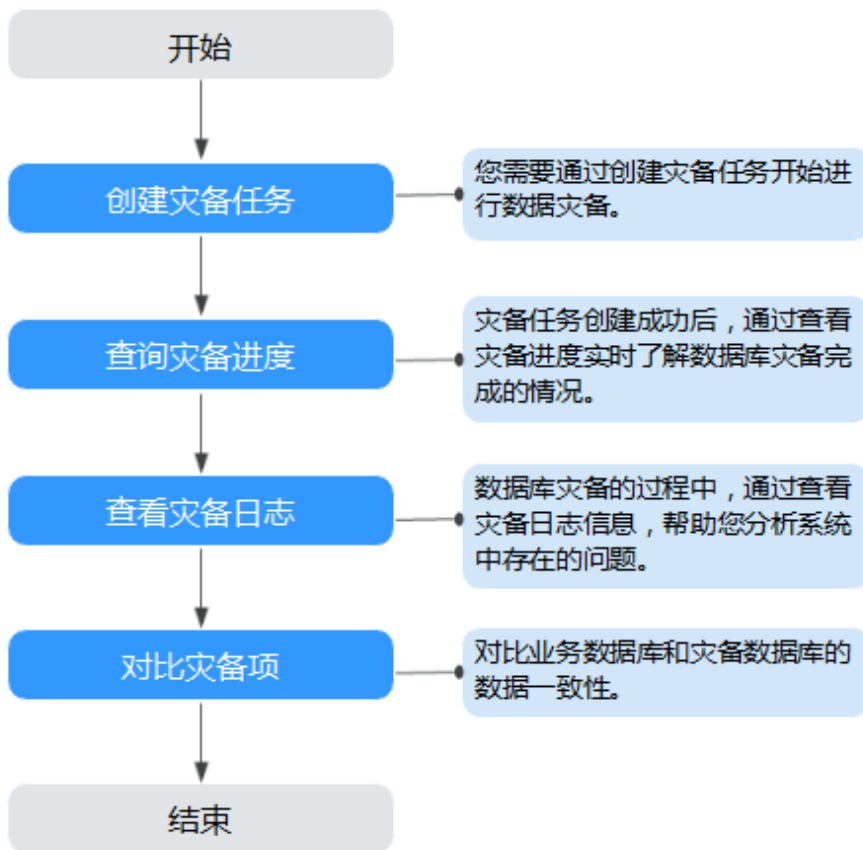 开始
创建灾备任务
您需要通过创建灾备任务开始进
行数据灾备。
查询灾备进度
灾备任务创建成功后，通过查看
灾备进度实时了解数据库灾备完
成的情况。
查看灾备日志
数据库灾备的过程中，通过查看
灾备日志信息，帮助您分析系统
中存在的问题。
对比灾备项
对比业务数据库和灾备数据库的
数据一致性。
结束